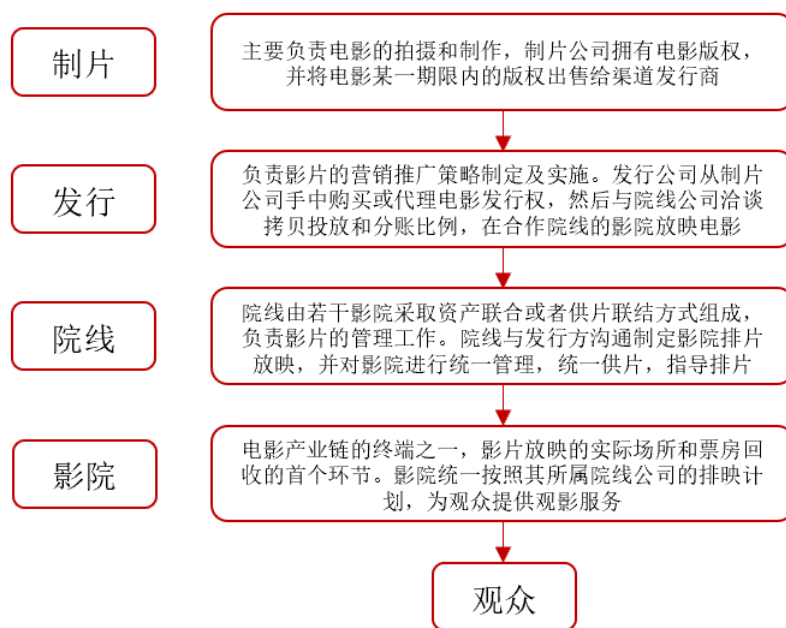 制片
主要负责电影的拍摄和制作，制片公司拥有电影版权，
并将电影某一期限内的版权出售给渠道发行商
发行
负责影片的营销推广策略制定及实施。发行公司从制片
公司手中购买或代理电影发行权，然后与院线公司洽谈
拷贝投放和分账比例，在合作院线的影院放映电影
院线
院线由若干影院采取资产联合或者供片联结方式组成，
负责影片的管理工作。院线与发行方沟通制定影院排片
放映，并对影院进行统一管理，统一供片，指导排片
影院
电影产业链的终端之一，影片放映的实际场所和票房回
收的首个环节。影院统一按照其所属院线公司的排映计
划，为观众提供观影服务
观众